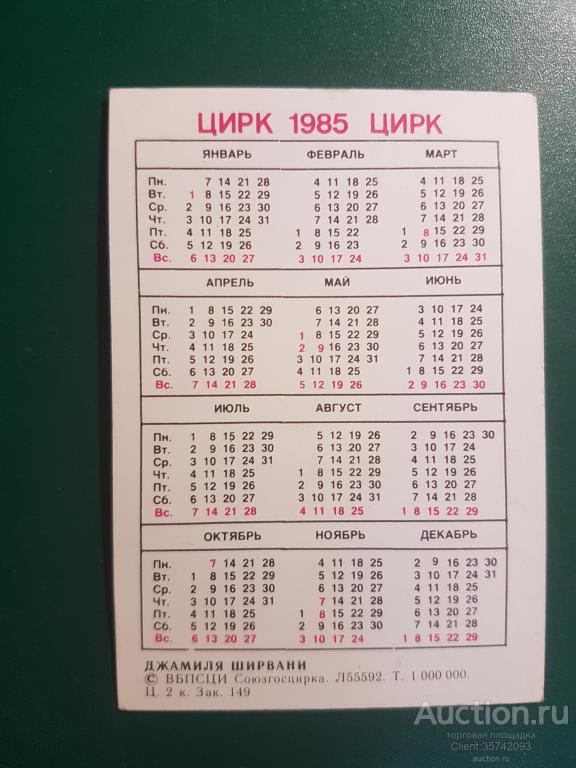 ЦИРК 1985 ЦИРК
ЯНВАРЬ ФЕВРАЛЬ МАРТ
Пн. 7 14 21 28 4 11 18 25 4 11 18 25
Вт. 1 8 15 22 29 5 12 19 26 5 12 19 26
Ср. 2 9 16 23 30 6 13 20 27 6 13 20 27
Чт. 3 10 17 24 31 7 14 21 28 7 14 21 28
Пт. 4 11 18 25 1 8 15 22 1 8 15 22 29
Сб. 5 12 19 26 2 9 16 23 2 9 16 23 30
Вс. 6 13 20 27 3 10 17 24 3 10 17 24 31
АПРЕЛЬ МАЙ ИЮНЬ
Пн. 1 8 15 22 29 6 13 20 27 3 10 17 24
Вт. 2 9 16 23 30 7 14 21 28 4 11 18 25
Ср. 3 10 17 24 1 8 15 22 29 5 12 19 26
Чт. 4 11 18 25 2 9 16 23 30 6 13 20 27
Пт. 5 12 19 26 3 10 17 24 31 7 14 21 28
Сб. 6 13 20 27 4 11 18 25 1 8 15 22 29
Вс. 7 14 21 28 5 12 19 26 2 9 16 23 30
ИЮЛЬ АВГУСТ СЕНТЯБРЬ
Пн. 1 8 15 22 29 5 12 19 26 2 9 16 23 30
Вт. 2 9 16 23 30 6 13 20 27 3 10 17 24
Ср. 3 10 17 24 31 7 14 21 28 4 11 18 25
Чт. 4 11 18 25 1 8 15 22 29 5 12 19 26
Пт. 5 12 19 26 2 9 16 23 30 6 13 20 27
Сб. 6 13 20 27 3 10 17 24 31 7 14 21 28
Вс. 7 14 21 28 4 11 18 25 1 8 15 22 29
ОКТЯБРЬ НОЯБРЬ ДЕКАБРЬ
Пн. 7 14 21 28 4 11 18 25 2 9 16 23 30
Вт. 1 8 15 22 29 5 12 19 26 3 10 17 24 31
Ср. 2 9 16 23 30 6 13 20 27 4 11 18 25
Чт. 3 10 17 24 31 7 14 21 28 5 12 19 26
Пт. 4 11 18 25 1 8 15 22 29 6 13 20 27
Сб. 5 12 19 26 2 9 16 23 30 7 14 21 28
Вс. 6 13 20 27 3 10 17 24 1 8 15 22 29
ДЖАМИЛЯ ШИРВАНИ
© ВБПСЦИ Союзгосцирка. Л55592. Т. 1 000 000.
Ц. 2 к. Зак. 149
Auction.ru
торговая площадка
Client:35742093
auction.ru